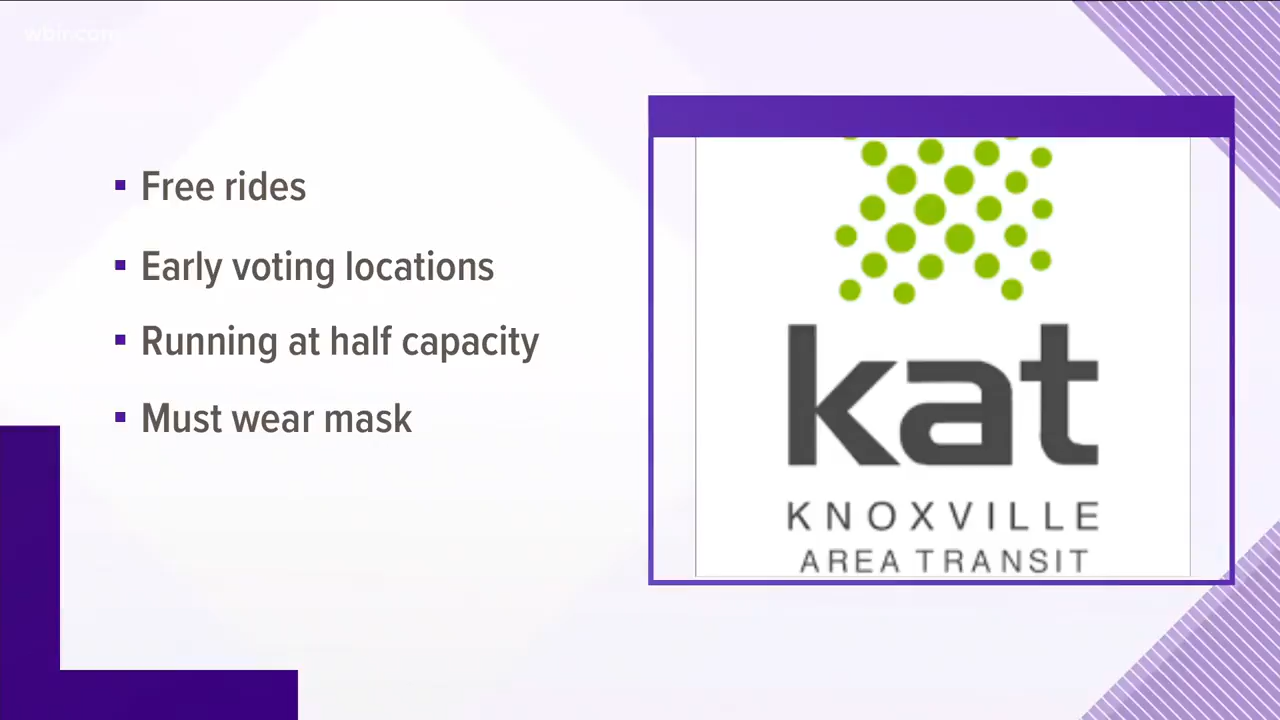 wbir.com
Free rides
Early voting locations
Running at half capacity
Must wear mask
kat
KNOXVILLE
AREA TRANSIT